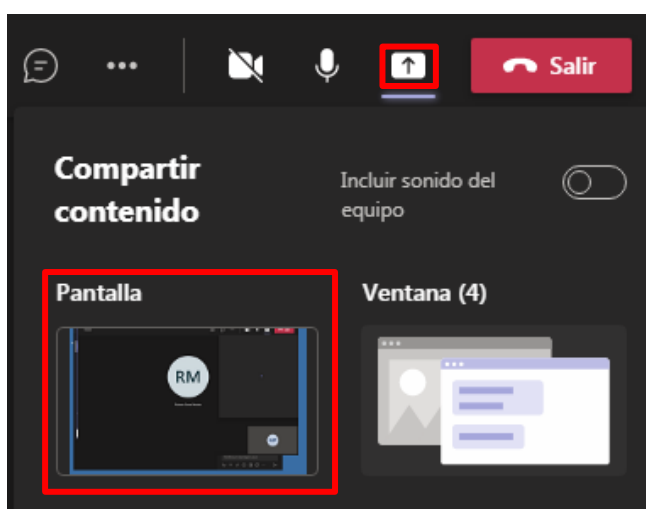 Salir
Compartir
contenido
Incluir sonido del
equipo
Pantalla
Ventana (4)
RM